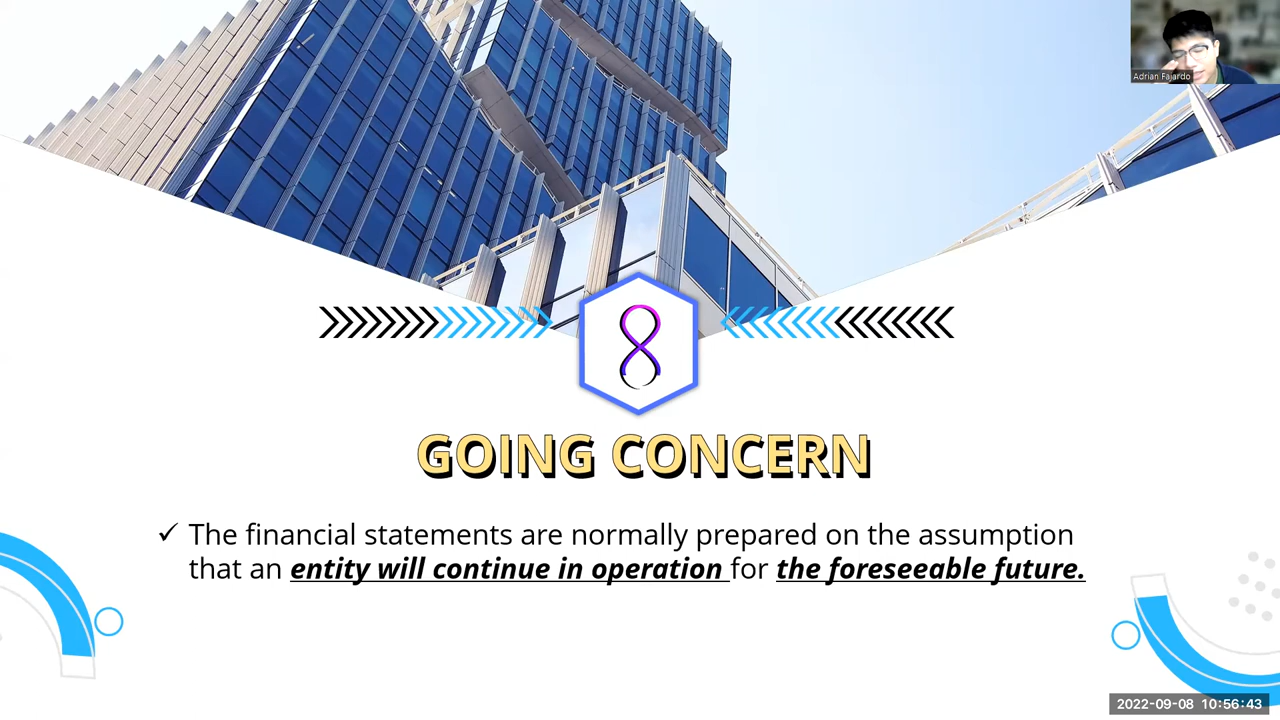 Adrian Fajardo
GOING CONCERN
✓ The financial statements are normally prepared on the assumption
that an entity will continue in operation for the foreseeable future.
2022-09-08 10:56:43